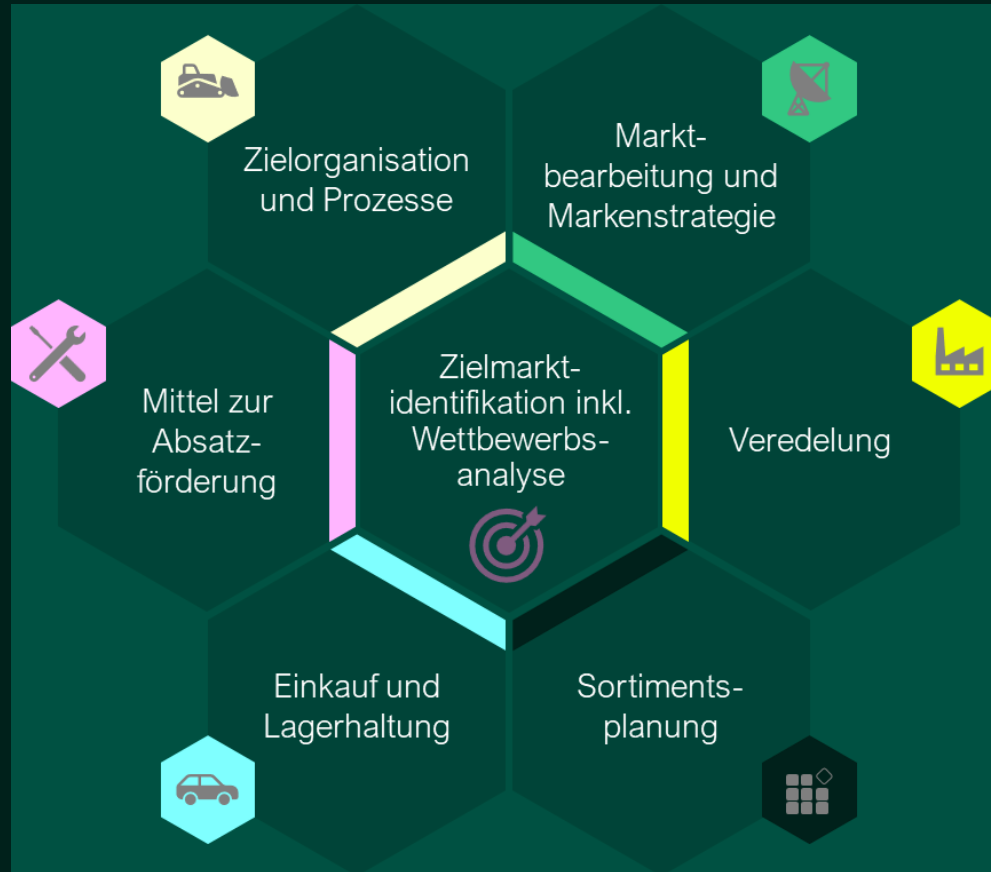 Zielorganisation
und Prozesse
Markt-
bearbeitung und
Markenstrategie
Mittel zur
Absatz-
förderung
Zielmarkt-
identifikation inkl.
Wettbewerbs-
analyse
Veredelung
Einkauf und
Lagerhaltung
Sortiments-
planung